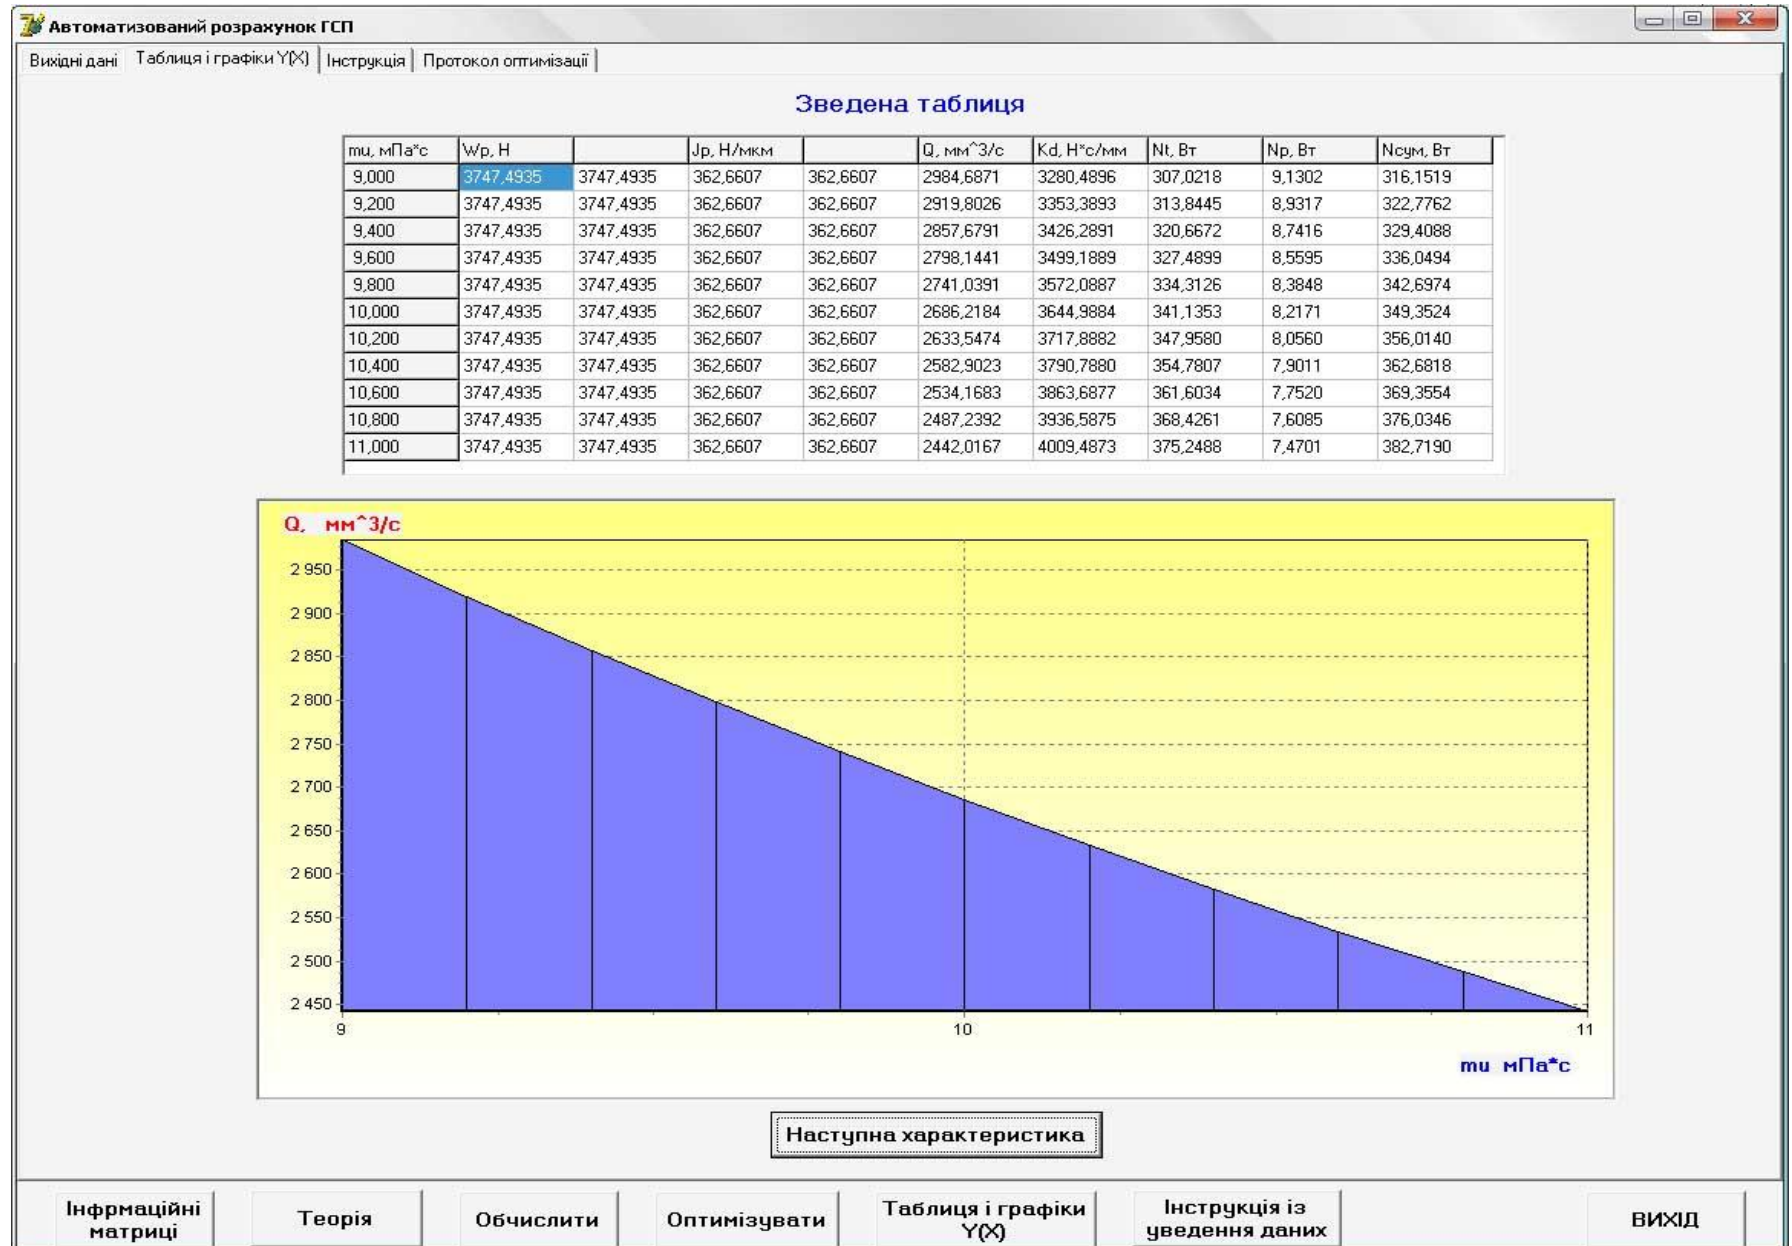 Автоматизований розрахунок ГСП
Вихідні дані Таблиця і графіки Y(X) Інструкція Протокол оптимізації
Зведена таблиця
mu, мПа*с Wp, Н Jp, Н/мкм Q, мм^3/с Kd, Н*с/мм Nt, Вт Np, Вт Nсум, Вт
9,000 3747,4935 3747,4935 362,6607 362,6607 2984,6871 3280,4896 307,0218 9,1302 316,1519
9,200 3747,4935 3747,4935 362,6607 362,6607 2919,8026 3353,3893 313,8445 8,9317 322,7762
9,400 3747,4935 3747,4935 362,6607 362,6607 2857,6791 3426,2891 320,6672 8,7416 329,4088
9,600 3747,4935 3747,4935 362,6607 362,6607 2798,1441 3499,1889 327,4899 8,5595 336,0494
9,800 3747,4935 3747,4935 362,6607 362,6607 2741,0391 3572,0887 334,3126 8,3848 342,6974
10,000 3747,4935 3747,4935 362,6607 362,6607 2686,2184 3644,9884 341,1353 8,2171 349,3524
10,200 3747,4935 3747,4935 362,6607 362,6607 2633,5474 3717,8882 347,9580 8,0560 356,0140
10,400 3747,4935 3747,4935 362,6607 362,6607 2582,9023 3790,7880 354,7807 7,9011 362,6818
10,600 3747,4935 3747,4935 362,6607 362,6607 2534,1683 3863,6877 361,6034 7,7520 369,3554
10,800 3747,4935 3747,4935 362,6607 362,6607 2487,2392 3936,5875 368,4261 7,6085 376,0346
11,000 3747,4935 3747,4935 362,6607 362,6607 2442,0167 4009,4873 375,2488 7,4701 382,7190
Q, мм^3/с
2 950
2 900
2 850
2 800
2 750
2 700
2 650
2 600
2 550
2 500
2 450
9 10 11
mu мПа*с
Наступна характеристика
Інфрмаційні
матриці
Теорія
Обчислити
Оптимізувати
Таблиця і графіки
Y(X)
Інструкція із
уведення даних
ВИХІД